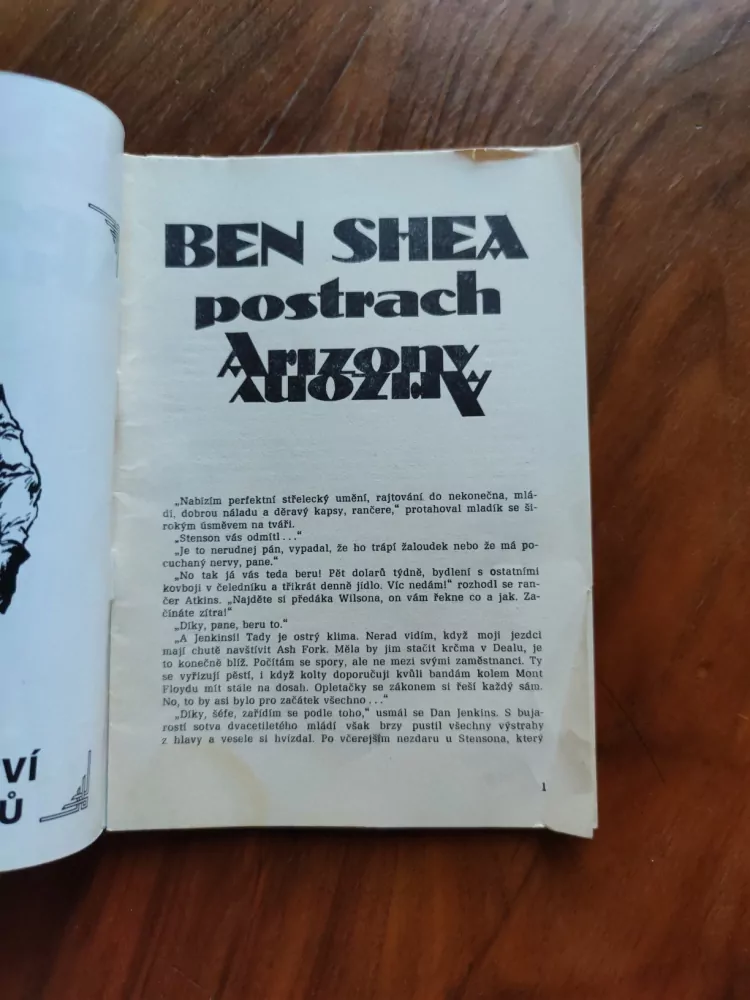 BEN SHEA
postrach
Arizony
Arizony
„Nabízím perfektní střelecký umění, rajtování do nekonečna, mlá-
dí, dobrou náladu a děravý kapsy, rančere,“ protahoval mladík se ši-
rokým úsměvem na tváři.
„Stenson vás odmítl...“
„Je to nerudnej pán, vypadal, že ho trápí žaloudek nebo že má po-
cuchaný nervy, pane.“
„No tak já vás teda beru! Pět dolarů týdně, bydlení s ostatními
kovboji v čeledníku a třikrát denně jídlo. Víc nedám!“ rozhodl se ran-
čer Atkins. „Najděte si předáka Wilsona, on vám řekne co a jak. Za-
čínáte zítra!“
„Díky, pane, beru to.“
„A Jenkinsi! Tady je ostrý klima. Nerad vidím, když moji jezdci
mají chutě navštívit Ash Fork. Měla by jim stačit krčma v Dealu, je
to konečně blíž. Počítám se spory, ale ne mezi svými zaměstnanci. Ty
se vyřizují pěstí, i když kolty doporučuji kvůli bandám kolem Mont
Floydu mít stále na dosah. Opletačky se zákonem si řeší každý sám.
No, to by asi bylo pro začátek všechno...“
„Díky, šéfe, zařídím se podle toho,“ usmál se Dan Jenkins. S buja-
rostí sotva dvacetiletého mládí však brzy pustil všechny výstrahy
z hlavy a vesele si hvízdal. Po včerejším nezdaru u Stensona, který
1
VÍ
Ů